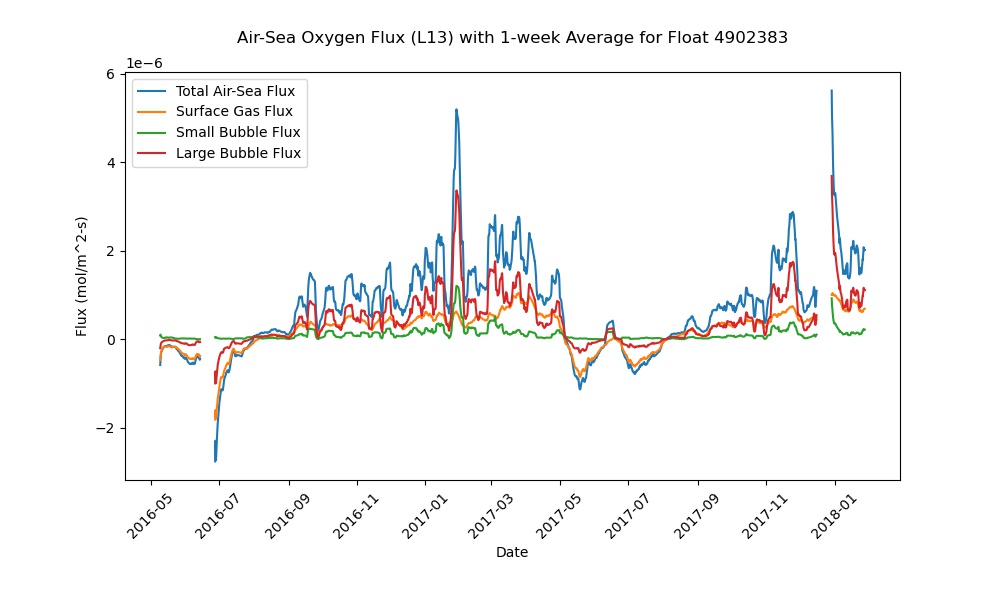 Air-Sea Oxygen Flux (L13) with 1-week Average for Float 4902383
1e−6
Total Air-Sea Flux
Surface Gas Flux
Small Bubble Flux
Large Bubble Flux
6
4
2
0
−2
Flux (mol/m^2-s)
2016-05
2016-07
2016-09
2016-11
2017-01
2017-03
2017-05
2017-07
2017-09
2017-11
2018-01
Date